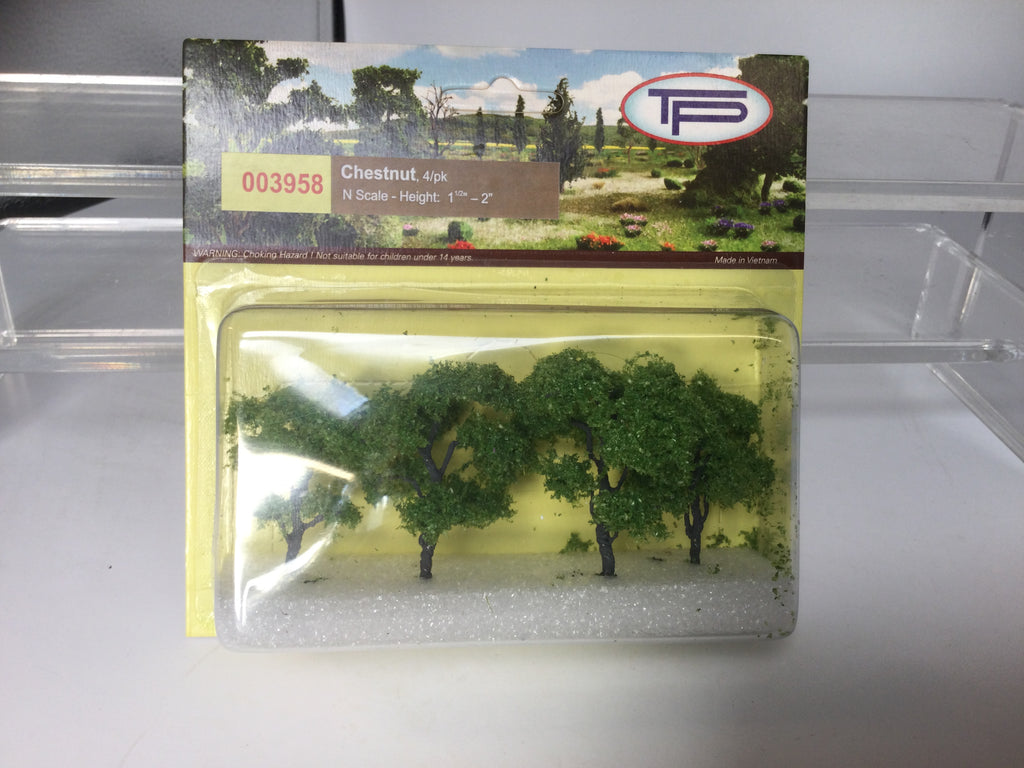 TP
003958
Chestnut, 4/pk
N Scale - Height: 1 1/2" – 2"
WARNING: Choking Hazard ! Not suitable for children under 14 years.
Made in Vietnam